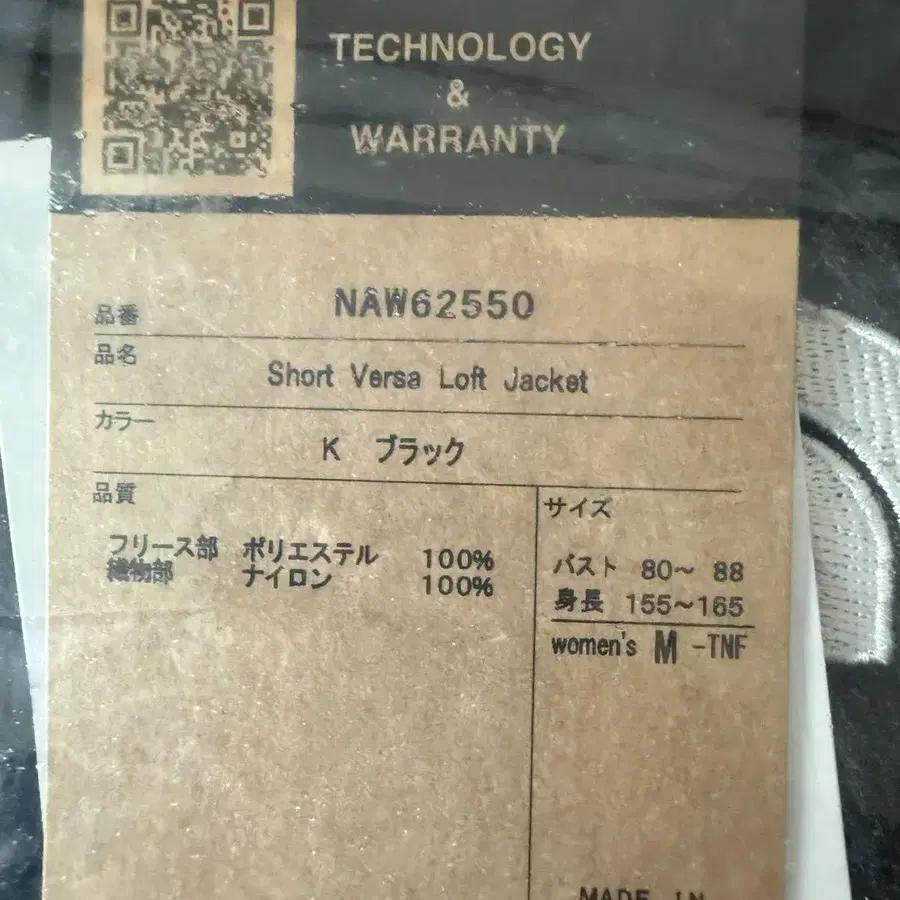 TECHNOLOGY
&
WARRANTY
品番 NAW62550
品名 Short Versa Loft Jacket
カラー K ブラック
品質
フリース部 ポリエステル 100%
織物部 ナイロン 100%
サイズ
バスト 80～ 88
身長 155～165
women's M -TNF
MADE IN